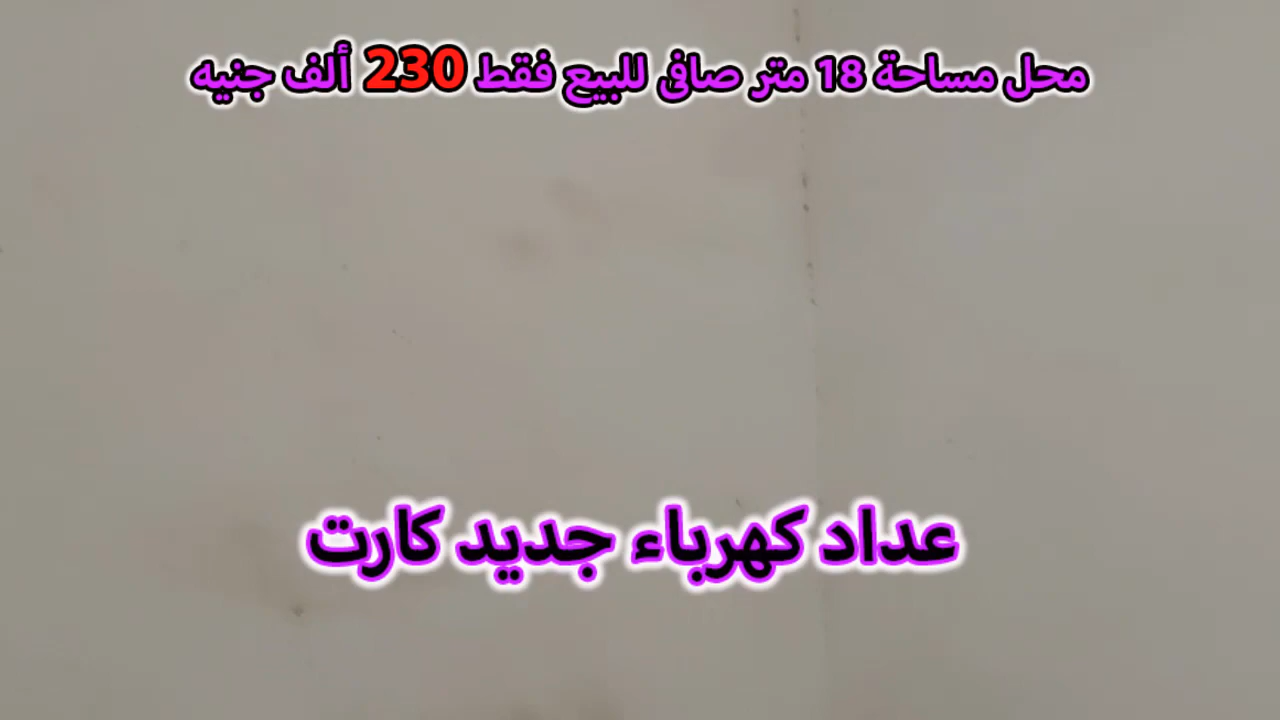 محل مساحة 18 متر صافى للبيع فقط 230 ألف جنيه
عداد كهرباء جديد كارت